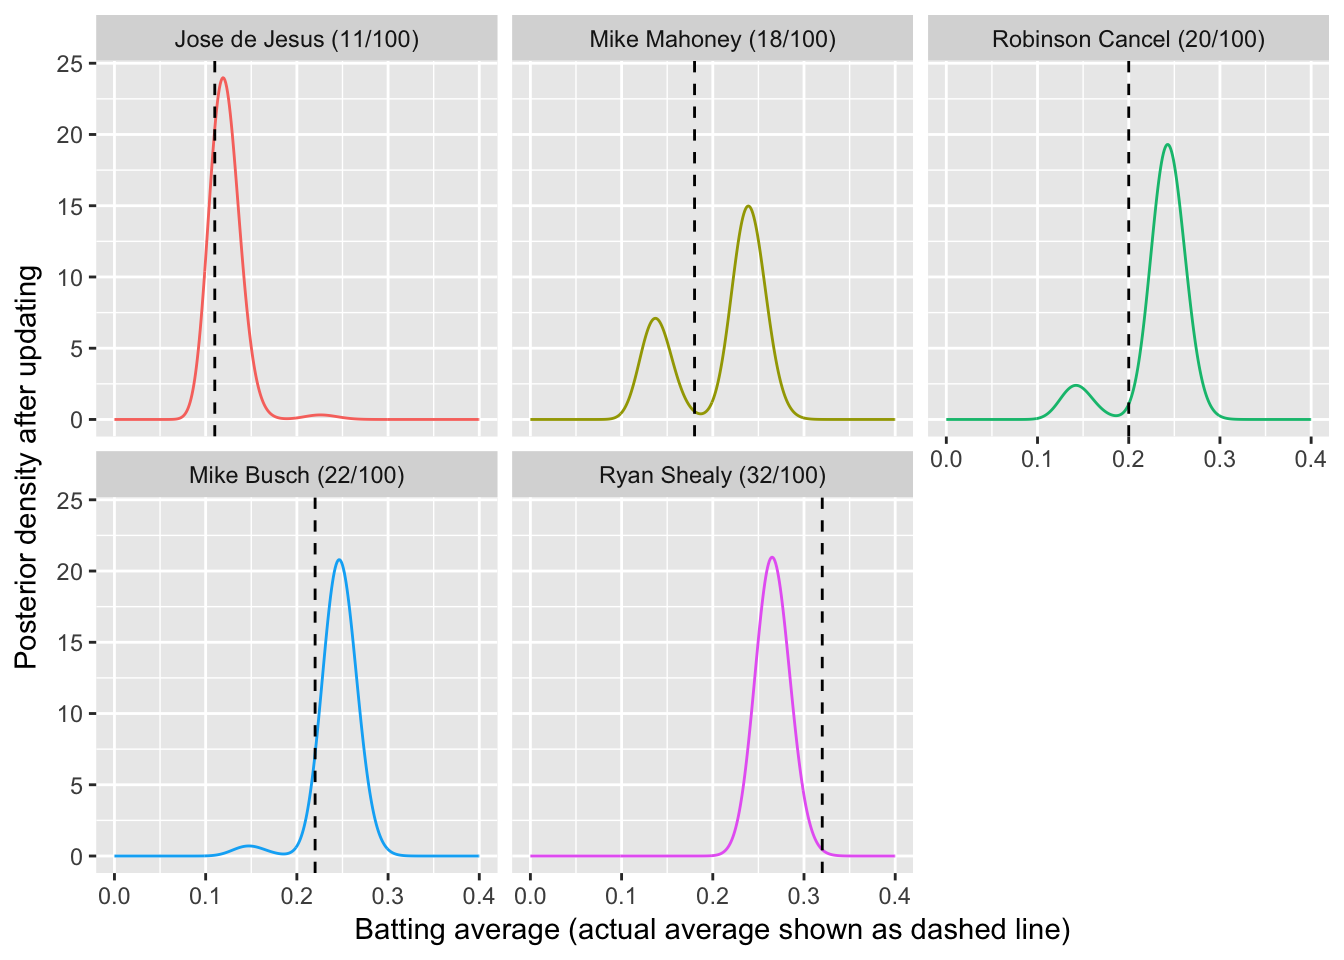 Jose de Jesus (11/100)
Mike Mahoney (18/100)
Robinson Cancel (20/100)
25
20
15
10
5
0
0.0 0.1 0.2 0.3 0.4
Mike Busch (22/100)
Ryan Shealy (32/100)
25
20
15
10
5
0
0.0 0.1 0.2 0.3 0.4
0.0 0.1 0.2 0.3 0.4
Posterior density after updating
Batting average (actual average shown as dashed line)